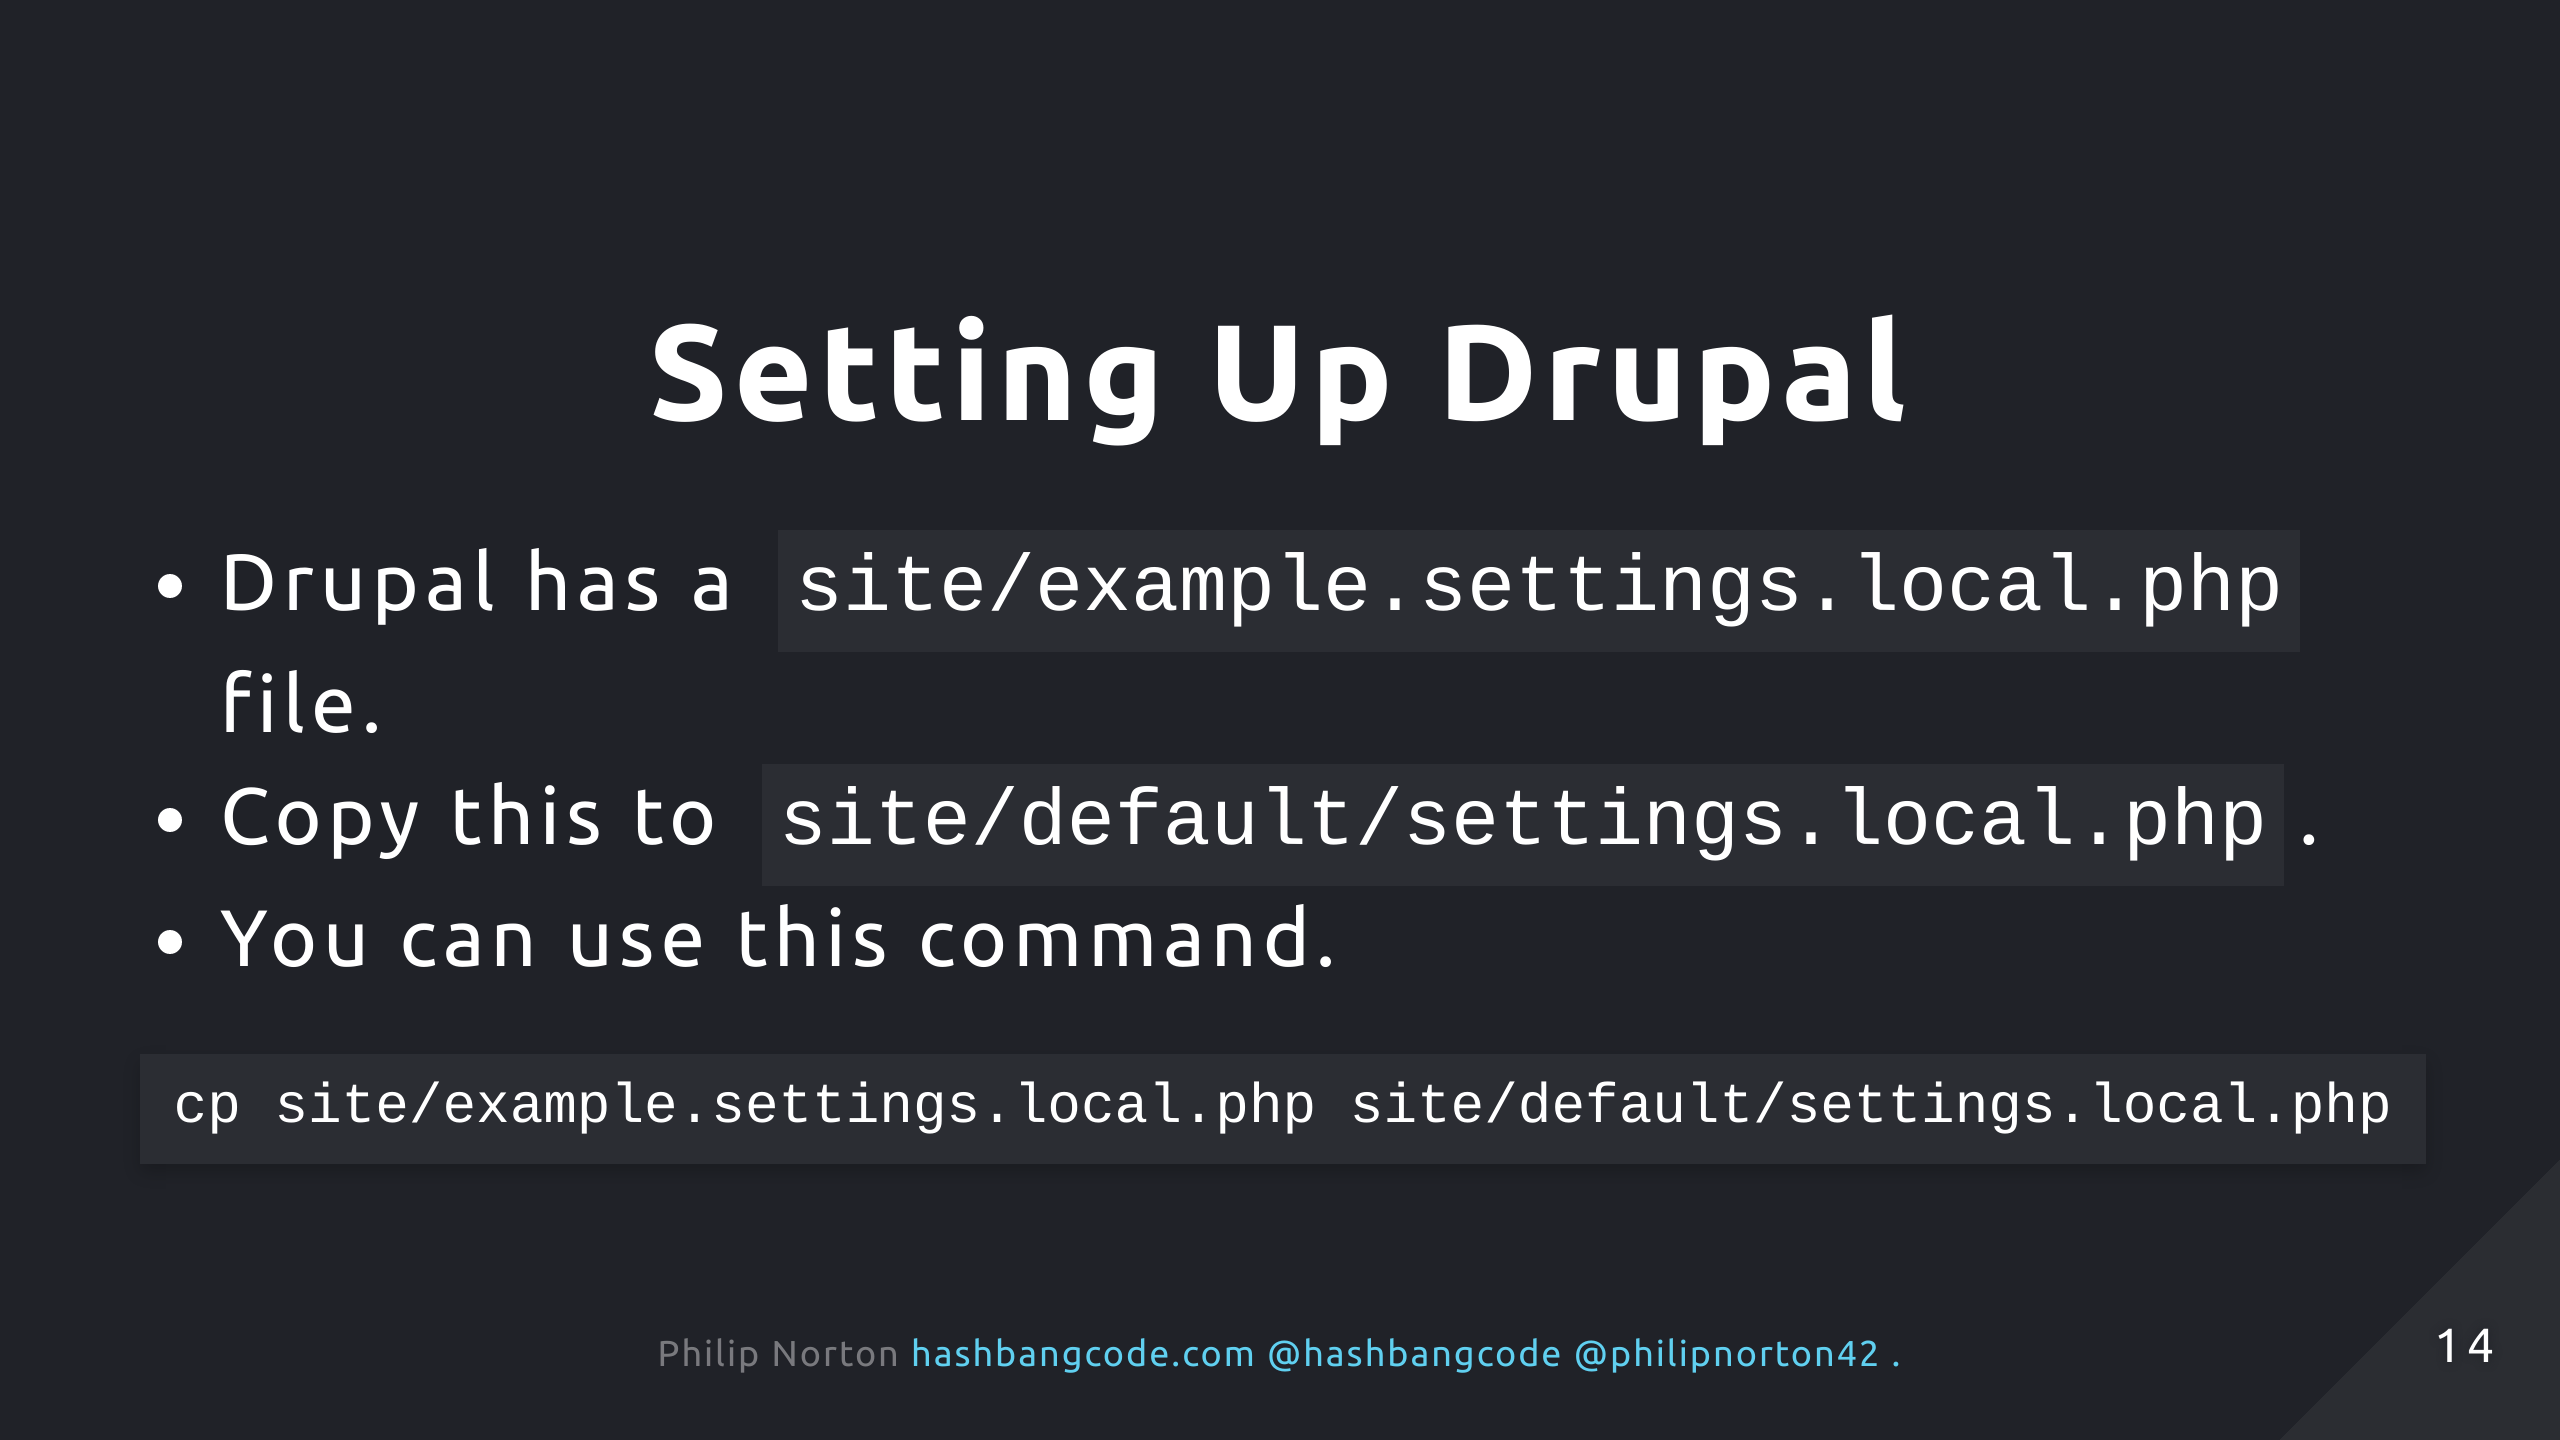 Setting Up Drupal
• Drupal has a site/example.settings.local.php
file.
• Copy this to site/default/settings.local.php .
• You can use this command.
cp site/example.settings.local.php site/default/settings.local.php
Philip Norton hashbangcode.com @hashbangcode @philipnorton42 .
14